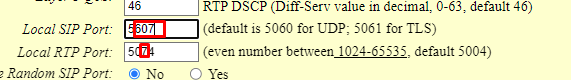 46 RTP DSCP (Diff-Serv value in decimal, 0-63, default 46)
Local SIP Port: 5607 (default is 5060 for UDP; 5061 for TLS)
Local RTP Port: 5074 (even number between 1024-65535, default 5004)
Random SIP Port: No Yes